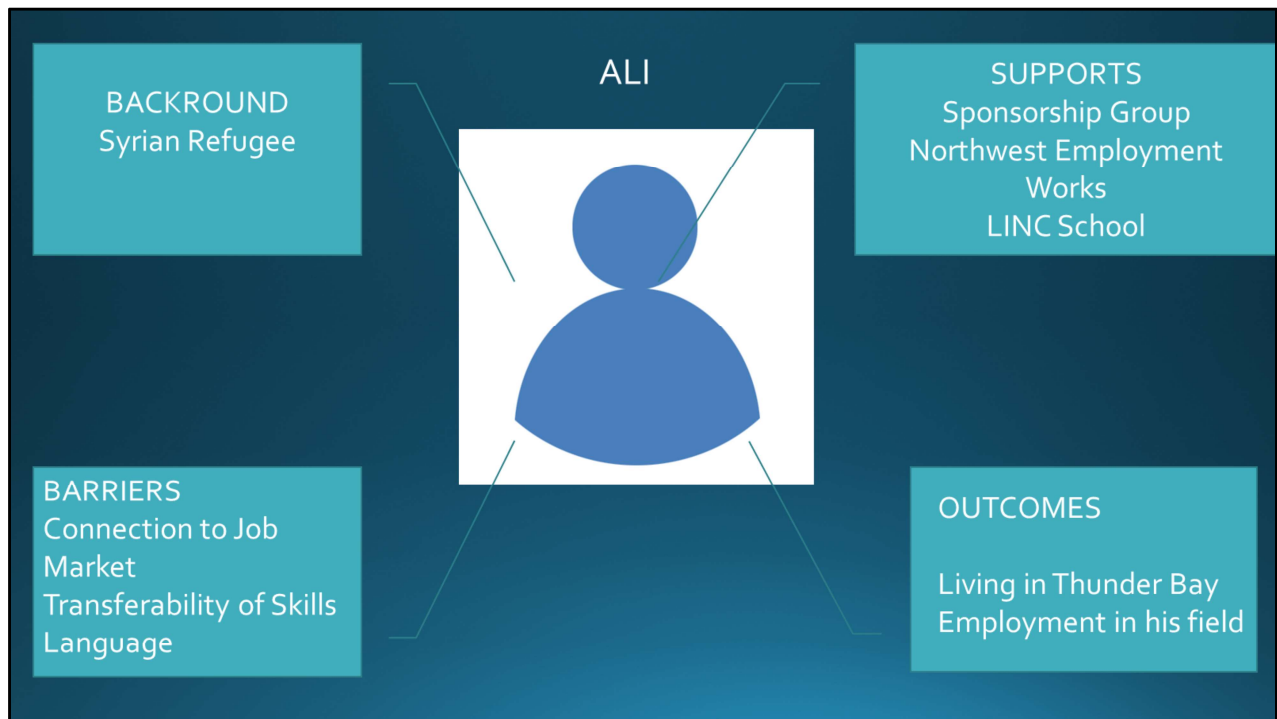 ALI
BACKROUND
Syrian Refugee
SUPPORTS
Sponsorship Group
Northwest Employment
Works
LINC School
BARRIERS
Connection to Job
Market
Transferability of Skills
Language
OUTCOMES
Living in Thunder Bay
Employment in his field